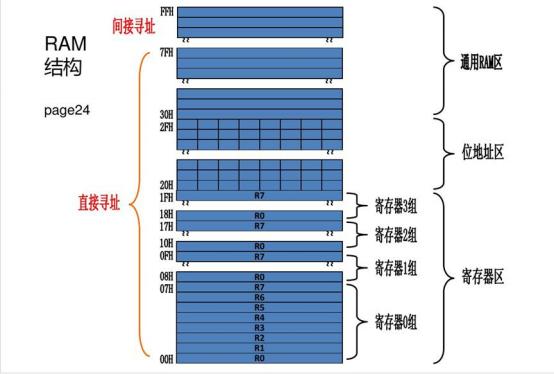 RAM
结构
page24
间接寻址
直接寻址
FFH
7FH
30H
2FH
20H
1FH
18H
17H
10H
0FH
08H
07H
00H
R7
R0
R7
R0
R7
R0
R7
R6
R5
R4
R3
R2
R1
R0
寄存器3组
寄存器2组
寄存器1组
寄存器0组
通用RAM区
位地址区
寄存器区